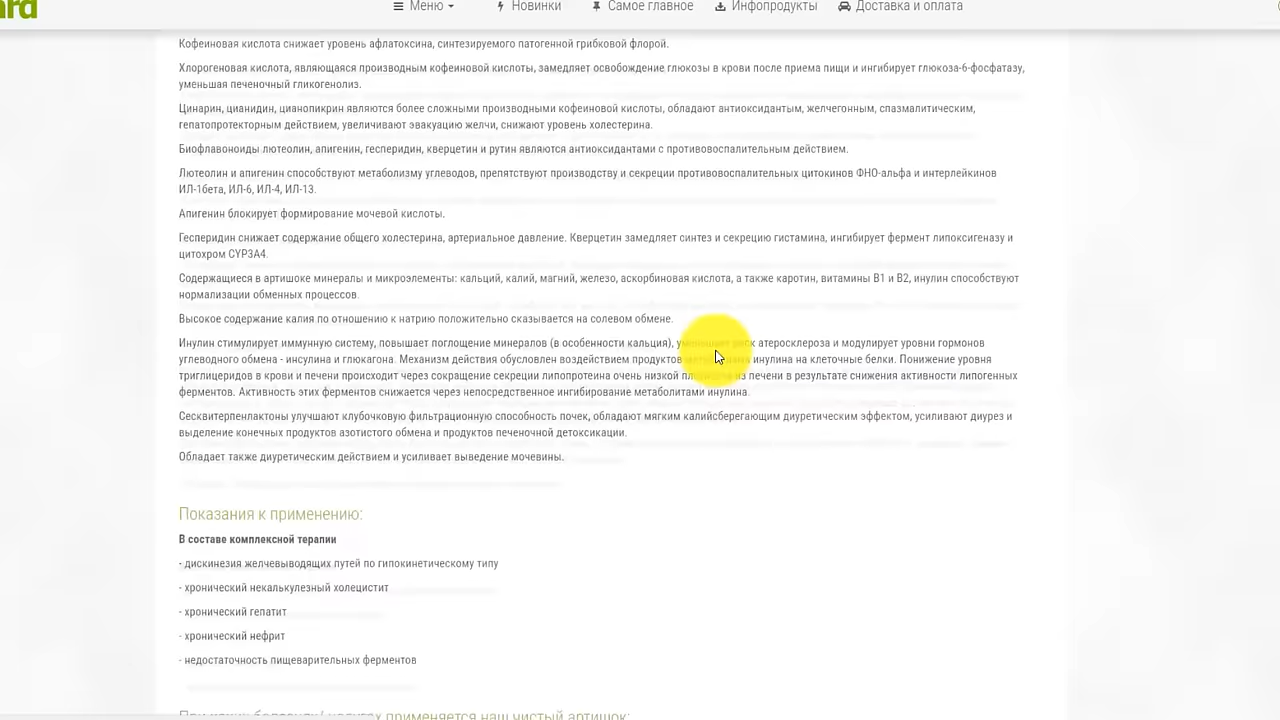 ard
Меню
Новинки
Самое главное
Инфопродукты
Доставка и оплата
Кофеиновая кислота снижает уровень афлатоксина, синтезируемого патогенной грибковой флорой.
Хлорогеновая кислота, являющаяся производным кофеиновой кислоты, замедляет освобождение глюкозы в крови после приема пищи и ингибирует глюкоза-6-фосфатазу,
уменьшая печеночный гликогенолиз.
Цинарин, цианидин, цианопикрин являются более сложными производными кофеиновой кислоты, обладают антиоксидантым, желчегонным, спазмалитическим,
гепатопротекторным действием, увеличивают эвакуацию желчи, снижают уровень холестерина.
Биофлавоноиды лютеолин, апигенин, гесперидин, кверцетин и рутин являются антиоксидантами с противовоспалительным действием.
Лютеолин и апигенин способствуют метаболизму углеводов, препятствуют производству и секреции противовоспалительных цитокинов ФНО-альфа и интерлейкинов
ИЛ-1бета, ИЛ-6, ИЛ-4, ИЛ-13.
Апигенин блокирует формирование мочевой кислоты.
Гесперидин снижает содержание общего холестерина, артериальное давление. Кверцетин замедляет синтез и секрецию гистамина, ингибирует фермент липоксигеназу и
цитохром CYP3A4.
Содержащиеся в артишоке минералы и микроэлементы: кальций, калий, магний, железо, аскорбиновая кислота, а также каротин, витамины В1 и В2, инулин способствуют
нормализации обменных процессов.
Высокое содержание калия по отношению к натрию положительно сказывается на солевом обмене.
Инулин стимулирует иммунную систему, повышает поглощение минералов (в особенности кальция), уменьшает риск атеросклероза и модулирует уровни гормонов
углеводного обмена - инсулина и глюкагона. Механизм действия обусловлен воздействием продуктов метаболизма инулина на клеточные белки. Понижение уровня
триглицеридов в крови и печени происходит через сокращение секреции липопротеина очень низкой плотности из печени в результате снижения активности липогенных
ферментов. Активность этих ферментов снижается через непосредственное ингибирование метаболитами инулина.
Сесквитерпенлактоны улучшают клубочковую фильтрационную способность почек, обладают мягким калийсберегающим диуретическим эффектом, усиливают диурез и
выделение конечных продуктов азотистого обмена и продуктов печеночной детоксикации.
Обладает также диуретическим действием и усиливает выведение мочевины.
Показания к применению:
В составе комплексной терапии
- дискинезия желчевыводящих путей по гипокинетическому типу
- хронический некалькулезный холецистит
- хронический гепатит
- хронический нефрит
- недостаточность пищеварительных ферментов
применяется наш чистый артишок: